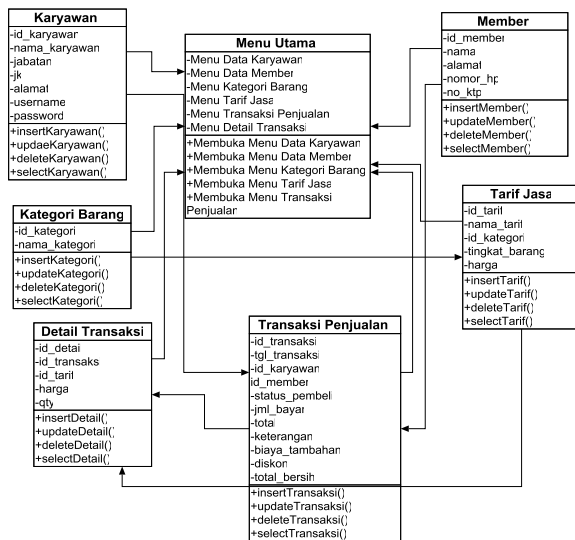 Karyawan
-id_karyawan
-nama_karyawan
-jabatan
-jk
-alamat
-username
-password
+insertKaryawan()
+updaeKaryawan()
+deleteKaryawan()
+selectKaryawan()
Menu Utama
-Menu Data Karyawan
-Menu Data Member
-Menu Kategori Barang
-Menu Tarif Jasa
-Menu Transaksi Penjualan
-Menu Detail Transaksi
+Membuka Menu Data Karyawan
+Membuka Menu Data Member
+Membuka Menu Kategori Barang
+Membuka Menu Tarif Jasa
+Membuka Menu Transaksi
Penjualan
Member
-id_member
-nama
-alamat
-nomor_hp
-no_ktp
+insertMember()
+updateMember()
+deleteMember()
+selectMember()
Kategori Barang
-id_kategori
-nama_kategori
+insertKategori()
+updateKategori()
+deleteKategori()
+selectKategori()
Tarif Jasa
-id_tarif
-nama_tarif
-id_kategori
-tingkat_barang
-harga
+insertTarif()
+updateTarif()
+deleteTarif()
+selectTarif()
Detail Transaksi
-id_detail
-id_transaksi
-id_tarif
-harga
-qty
+insertDetail()
+updateDetail()
+deleteDetail()
+selectDetail()
Transaksi Penjualan
-id_transaksi
-tgl_transaksi
-id_karyawan
id_member
-status_pembeli
-jml_bayar
-total
-keterangan
-biaya_tambahan
-diskon
-total_bersih
+insertTransaksi()
+updateTransaksi()
+deleteTransaksi()
+selectTransaksi()